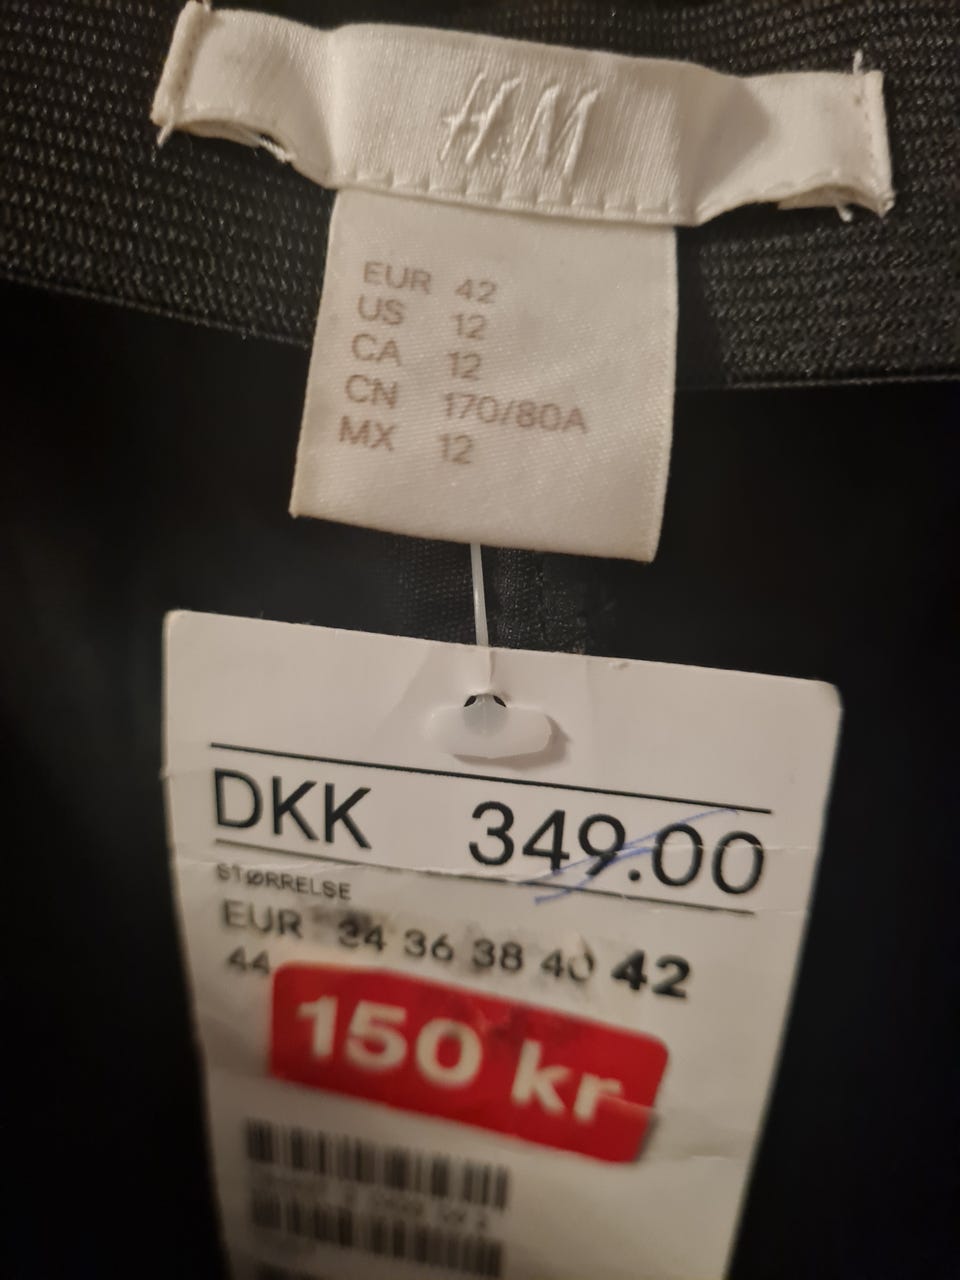 H&M
EUR 42
US 12
CA 12
CN 170/80A
MX 12
DKK 349.00
STØRRELSE
EUR 34 36 38 40 42
44
150 kr